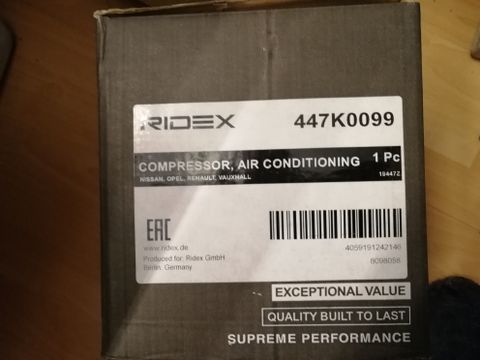 RIDEX 447K0099
COMPRESSOR, AIR CONDITIONING 1 Pc
NISSAN, OPEL, RENAULT, VAUXHALL 184472
EAC
www.ridex.de
4059191242146
Produced for: Ridex GmbH
8098058
Berlin, Germany
EXCEPTIONAL VALUE
QUALITY BUILT TO LAST
SUPREME PERFORMANCE